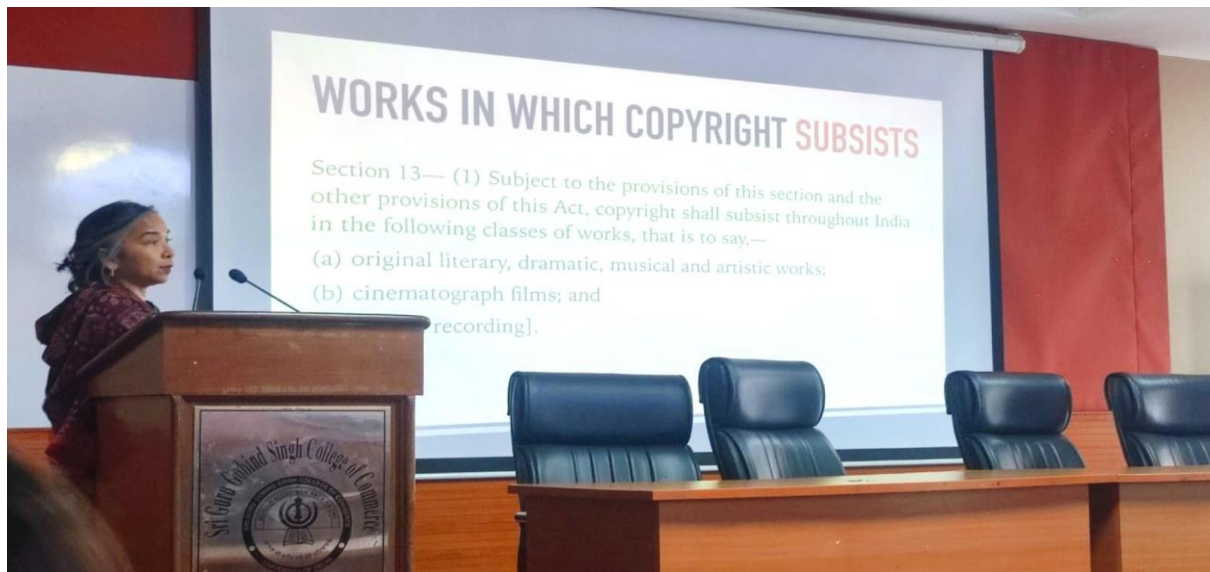 WORKS IN WHICH COPYRIGHT SUBSISTS
Section 13— (1) Subject to the provisions of this section and the
other provisions of this Act, copyright shall subsist throughout India
in the following classes of works, that is to say,—
(a) original literary, dramatic, musical and artistic works;
(b) cinematograph films; and
recording].
Sri Guru Gobind Singh College of Commerce